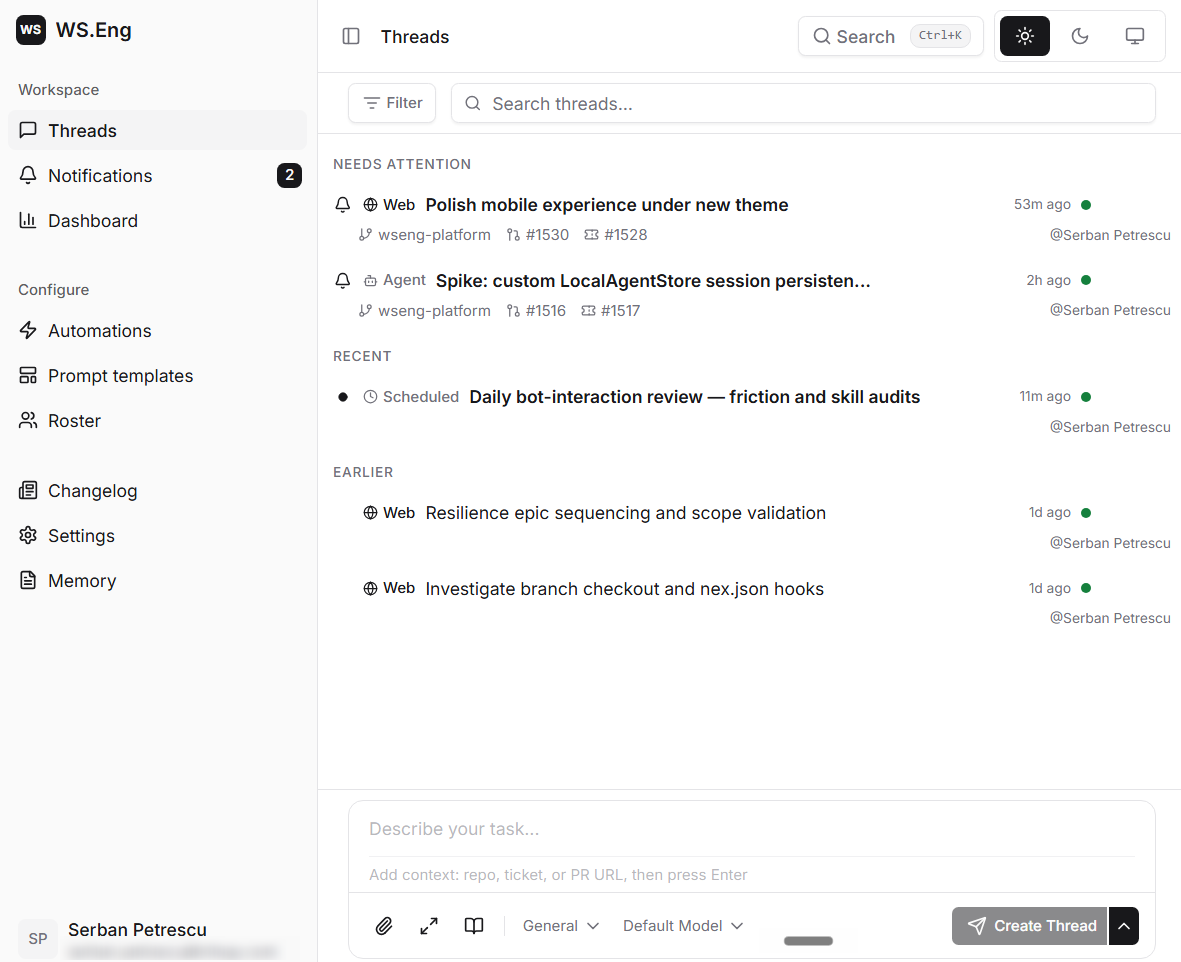 WS WS.Eng
Workspace
Threads
Notifications 2
Dashboard
Configure
Automations
Prompt templates
Roster
Changelog
Settings
Memory
SP Serban Petrescu
Threads
Search Ctrl+K
Filter
Search threads...
NEEDS ATTENTION
Web Polish mobile experience under new theme 53m ago
wseng-platform #1530 #1528 @Serban Petrescu
Agent Spike: custom LocalAgentStore session persisten... 2h ago
wseng-platform #1516 #1517 @Serban Petrescu
RECENT
Scheduled Daily bot-interaction review — friction and skill audits 11m ago
@Serban Petrescu
EARLIER
Web Resilience epic sequencing and scope validation 1d ago
@Serban Petrescu
Web Investigate branch checkout and nex.json hooks 1d ago
@Serban Petrescu
Describe your task...
Add context: repo, ticket, or PR URL, then press Enter
General Default Model Create Thread